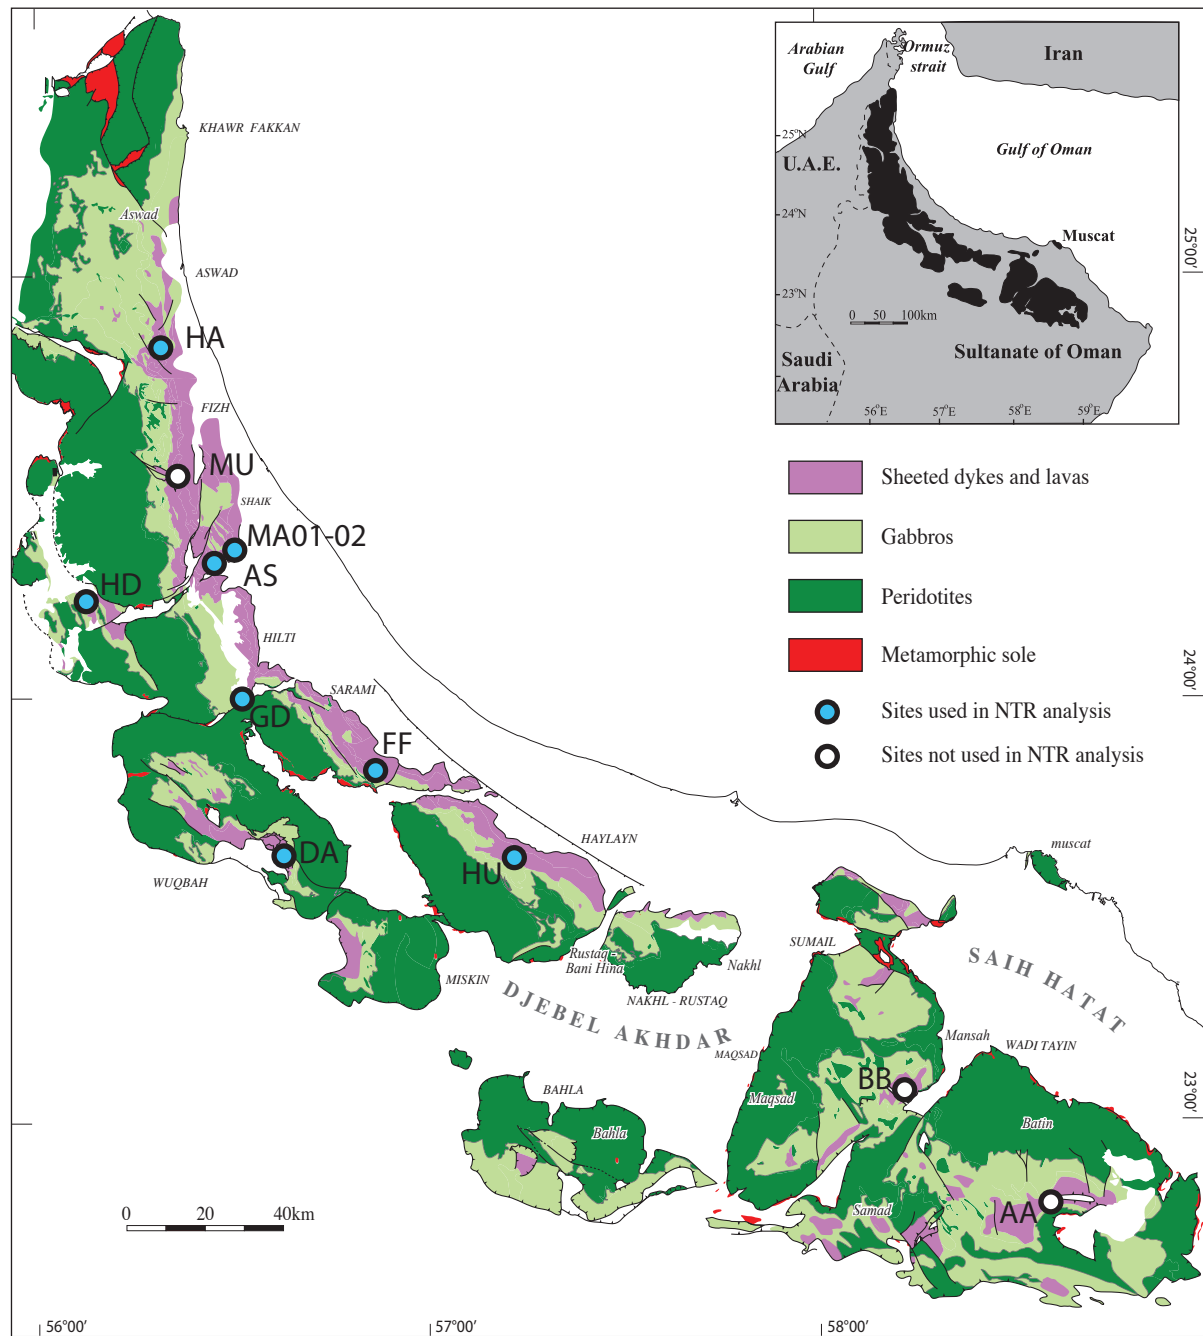 Arabian
Gulf
Ormuz
strait
Iran
Gulf of Oman
U.A.E.
Muscat
Sultanate of Oman
Saudi
Arabia
25°N
24°N
23°N
0 50 100km
56°E
57°E
58°E
59°E
KHAWR FAKKAN
Aswad
ASWAD
HA
FIZH
MU
SHAIK
MA01-02
AS
HD
HILTI
SARAMI
GD
FF
DA
WUQBAH
HU
HAYLAYN
MISKIN
Rustaq -
Bani Hina
Nakhl
NAKHL - RUSTAQ
DJEBEL AKHDAR
SAIH HATAT
muscat
SUMAIL
MAQSAD
Mansah
WADI TAYIN
BB
Maqsad
Batin
BAHLA
Bahla
Samad
AA
Sheeted dykes and lavas
Gabbros
Peridotites
Metamorphic sole
Sites used in NTR analysis
Sites not used in NTR analysis
25°00'
24°00'
23°00'
0 20 40km
56°00'
57°00'
58°00'